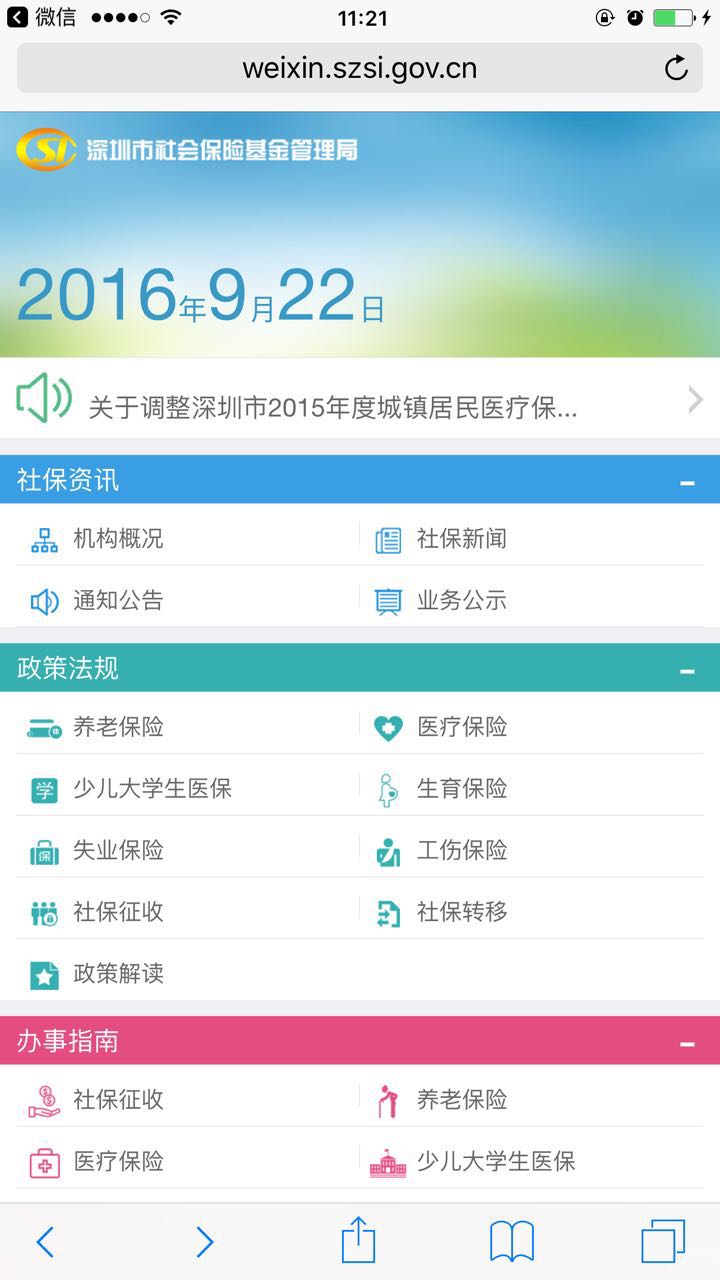 微信 11:21
weixin.szsi.gov.cn
CSI 深圳市社会保险基金管理局
2016年9月22日
关于调整深圳市2015年度城镇居民医疗保...
社保资讯
机构概况 社保新闻
通知公告 业务公示
政策法规
养老保险 医疗保险
学 少儿大学生医保 生育保险
保 失业保险 工伤保险
社保征收 社保转移
政策解读
办事指南
社保征收 养老保险
医疗保险 少儿大学生医保